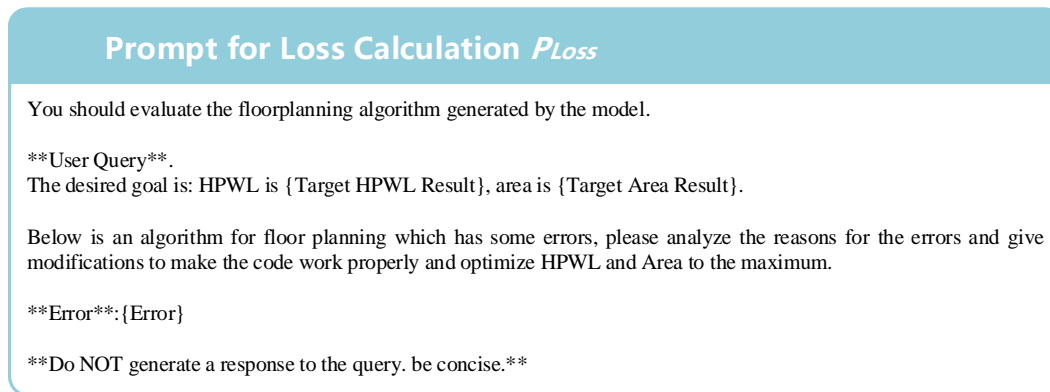 Prompt for Loss Calculation PLoss
You should evaluate the floorplanning algorithm generated by the model.
**User Query**.
The desired goal is: HPWL is {Target HPWL Result}, area is {Target Area Result}.
Below is an algorithm for floor planning which has some errors, please analyze the reasons for the errors and give
modifications to make the code work properly and optimize HPWL and Area to the maximum.
**Error**:{Error}
**Do NOT generate a response to the query. be concise.**